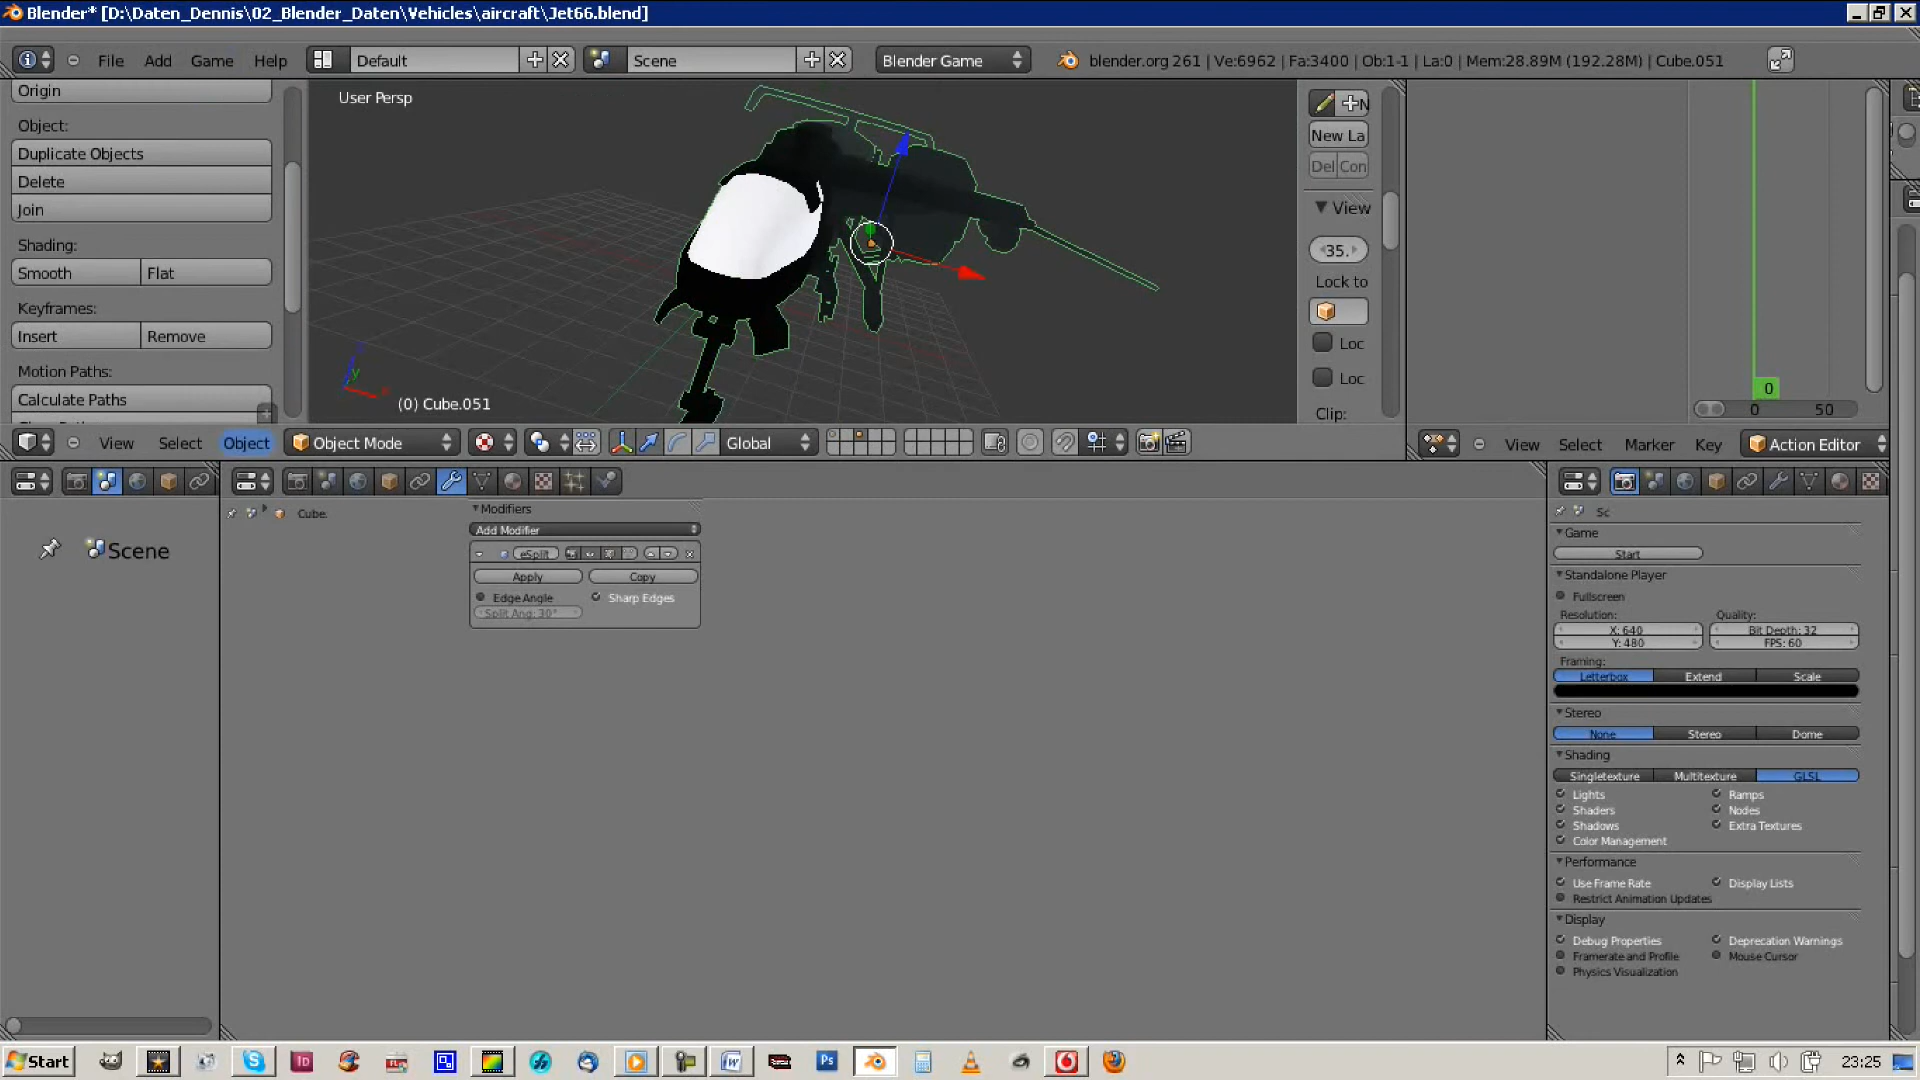 Blender* [D:\Daten_Dennis\02_Blender_Daten\Vehicles\aircraft\Jet66.blend]
File Add Game Help Default Scene Blender Game blender.org 261 | Ve:6962 | Fa:3400 | Ob:1-1 | La:0 | Mem:28.89M (192.28M) | Cube.051
Origin
Object:
Duplicate Objects
Delete
Join
Shading:
Smooth Flat
Keyframes:
Insert Remove
Motion Paths:
Calculate Paths
User Persp
(0) Cube.051
N
New La
Del Con
View
35.
Lock to
Loc
Loc
Clip:
0
0 50
View Select Object Object Mode Global
View Select Marker Key Action Editor
Scene
Cube.
Modifiers
Add Modifier
eSplit
Apply Copy
Edge Angle Sharp Edges
Split Ang: 30°
Sc
Game
Start
Standalone Player
Fullscreen
Resolution: Quality:
X: 640 Bit Depth: 32
Y: 480 FPS: 60
Framing:
Letterbox Extend Scale
Stereo
None Stereo Dome
Shading
Singletexture Multitexture GLSL
Lights Ramps
Shaders Nodes
Shadows Extra Textures
Color Management
Performance
Use Frame Rate Display Lists
Restrict Animation Updates
Display
Debug Properties Deprecation Warnings
Framerate and Profile Mouse Cursor
Physics Visualization
Start Id W Ps 23:25